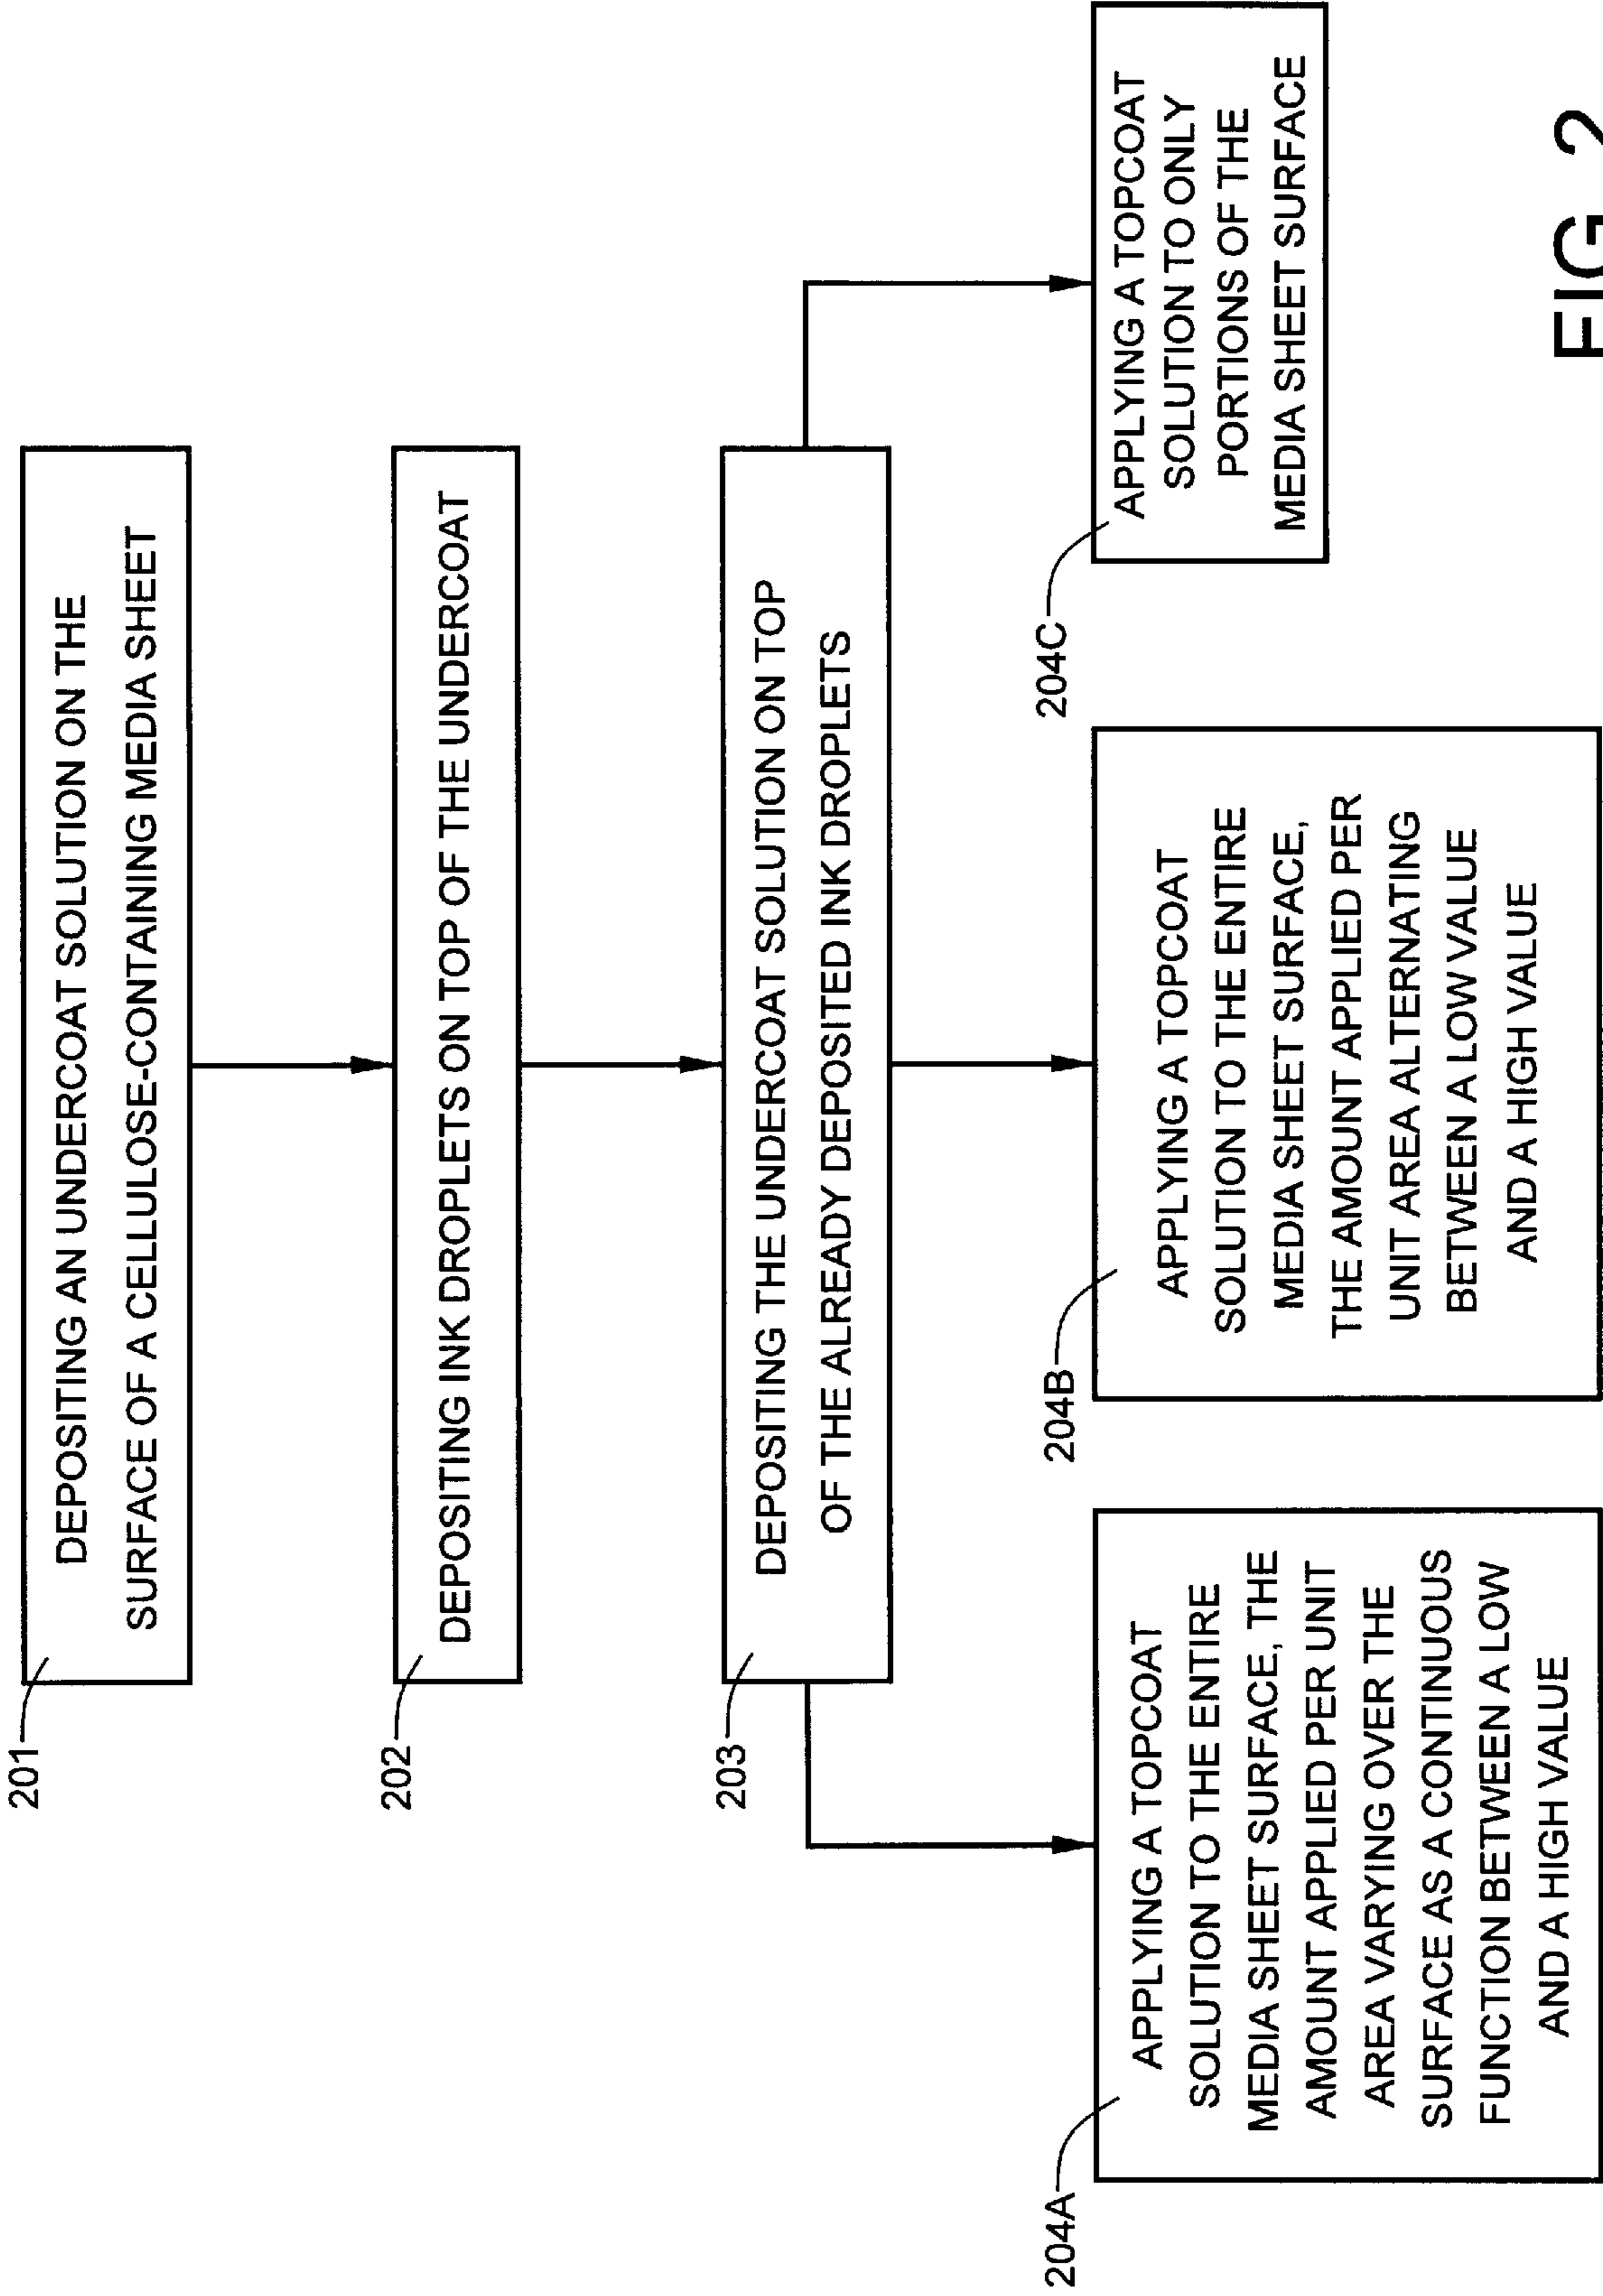 201
DEPOSITING AN UNDERCOAT SOLUTION ON THE
SURFACE OF A CELLULOSE-CONTAINING MEDIA SHEET
202
DEPOSITING INK DROPLETS ON TOP OF THE UNDERCOAT
203
DEPOSITING THE UNDERCOAT SOLUTION ON TOP
OF THE ALREADY DEPOSITED INK DROPLETS
204A
APPLYING A TOPCOAT
SOLUTION TO THE ENTIRE
MEDIA SHEET SURFACE, THE
AMOUNT APPLIED PER UNIT
AREA VARYING OVER THE
SURFACE AS A CONTINUOUS
FUNCTION BETWEEN A LOW
AND A HIGH VALUE
204B
APPLYING A TOPCOAT
SOLUTION TO THE ENTIRE
MEDIA SHEET SURFACE,
THE AMOUNT APPLIED PER
UNIT AREA ALTERNATING
BETWEEN A LOW VALUE
AND A HIGH VALUE
204C
APPLYING A TOPCOAT
SOLUTION TO ONLY
PORTIONS OF THE
MEDIA SHEET SURFACE
FIG. 2